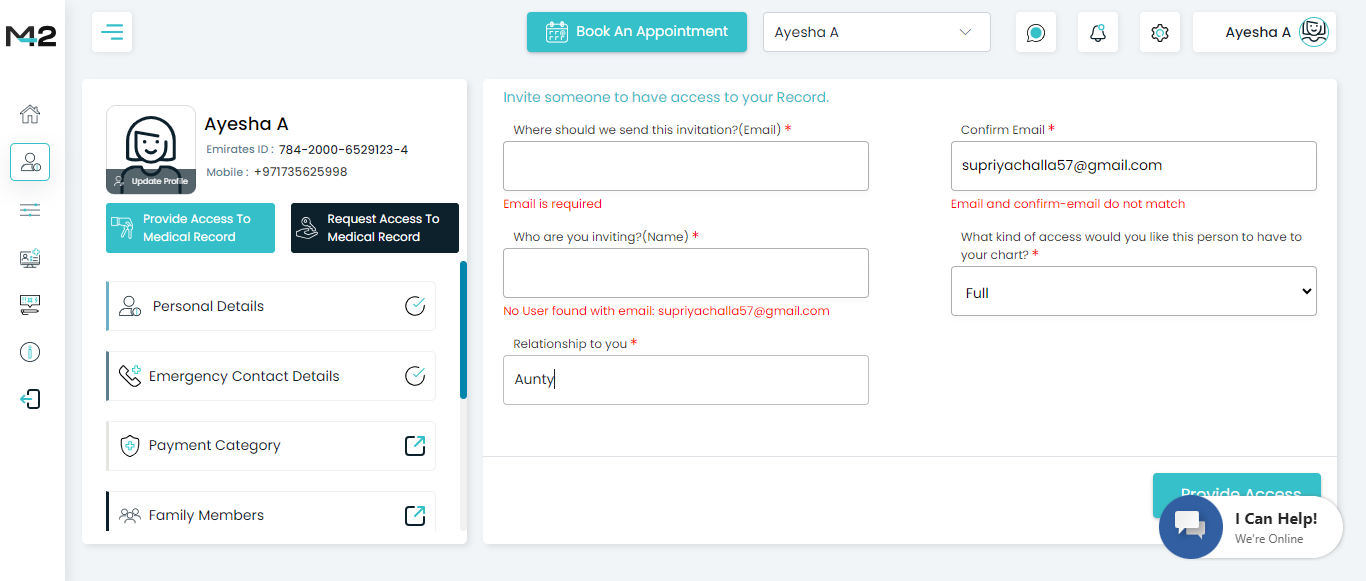 M42
Book An Appointment
Ayesha A
Ayesha A
Ayesha A
Emirates ID : 784-2000-6529123-4
Mobile : +971735625998
Update Profile
Provide Access To
Medical Record
Request Access To
Medical Record
Personal Details
Emergency Contact Details
Payment Category
Family Members
Invite someone to have access to your Record.
Where should we send this invitation?(Email) *
Email is required
Confirm Email *
supriyachalla57@gmail.com
Email and confirm-email do not match
Who are you inviting?(Name) *
No User found with email: supriyachalla57@gmail.com
What kind of access would you like this person to have to
your chart? *
Full
Relationship to you *
Aunty
Provide Access
I Can Help!
We're Online